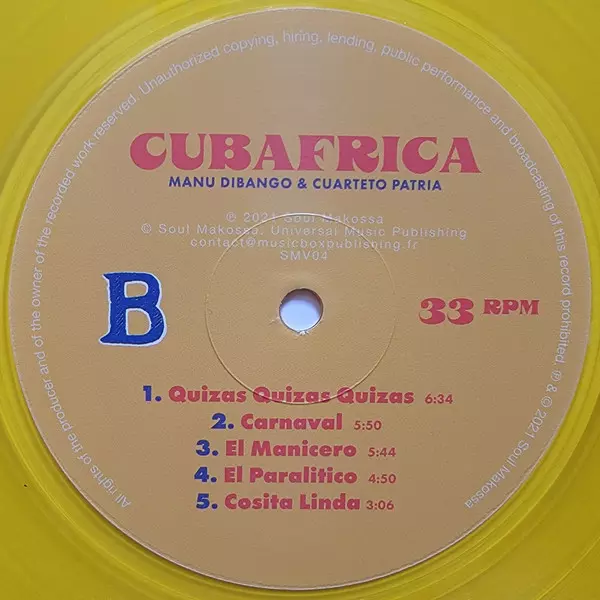 All rights of the producer and of the owner of the recorded work reserved. Unauthorized copying, hiring, lending, public performance and broadcasting of this record prohibited ℗ & © 2021 Soul Makossa
CUBAFRICA
MANU DIBANGO & CUARTETO PATRIA
℗ 2021 Soul Makossa
© Soul Makossa, Universal Music Publishing
contact@musicboxpublishing.fr
SMV04
B
33 RPM
1. Quizas Quizas Quizas 6:34
2. Carnaval 5:50
3. El Manicero 5:44
4. El Paralitico 4:50
5. Cosita Linda 3:06